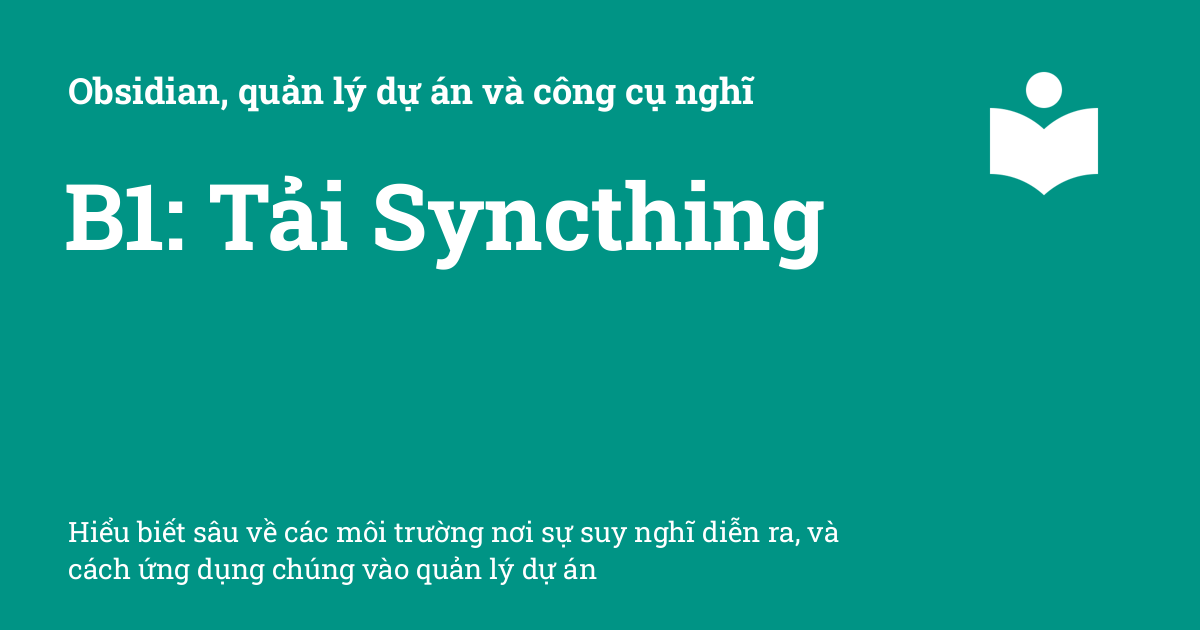 Obsidian, quản lý dự án và công cụ nghĩ
B1: Tải Syncthing
Hiểu biết sâu về các môi trường nơi sự suy nghĩ diễn ra, và
cách ứng dụng chúng vào quản lý dự án